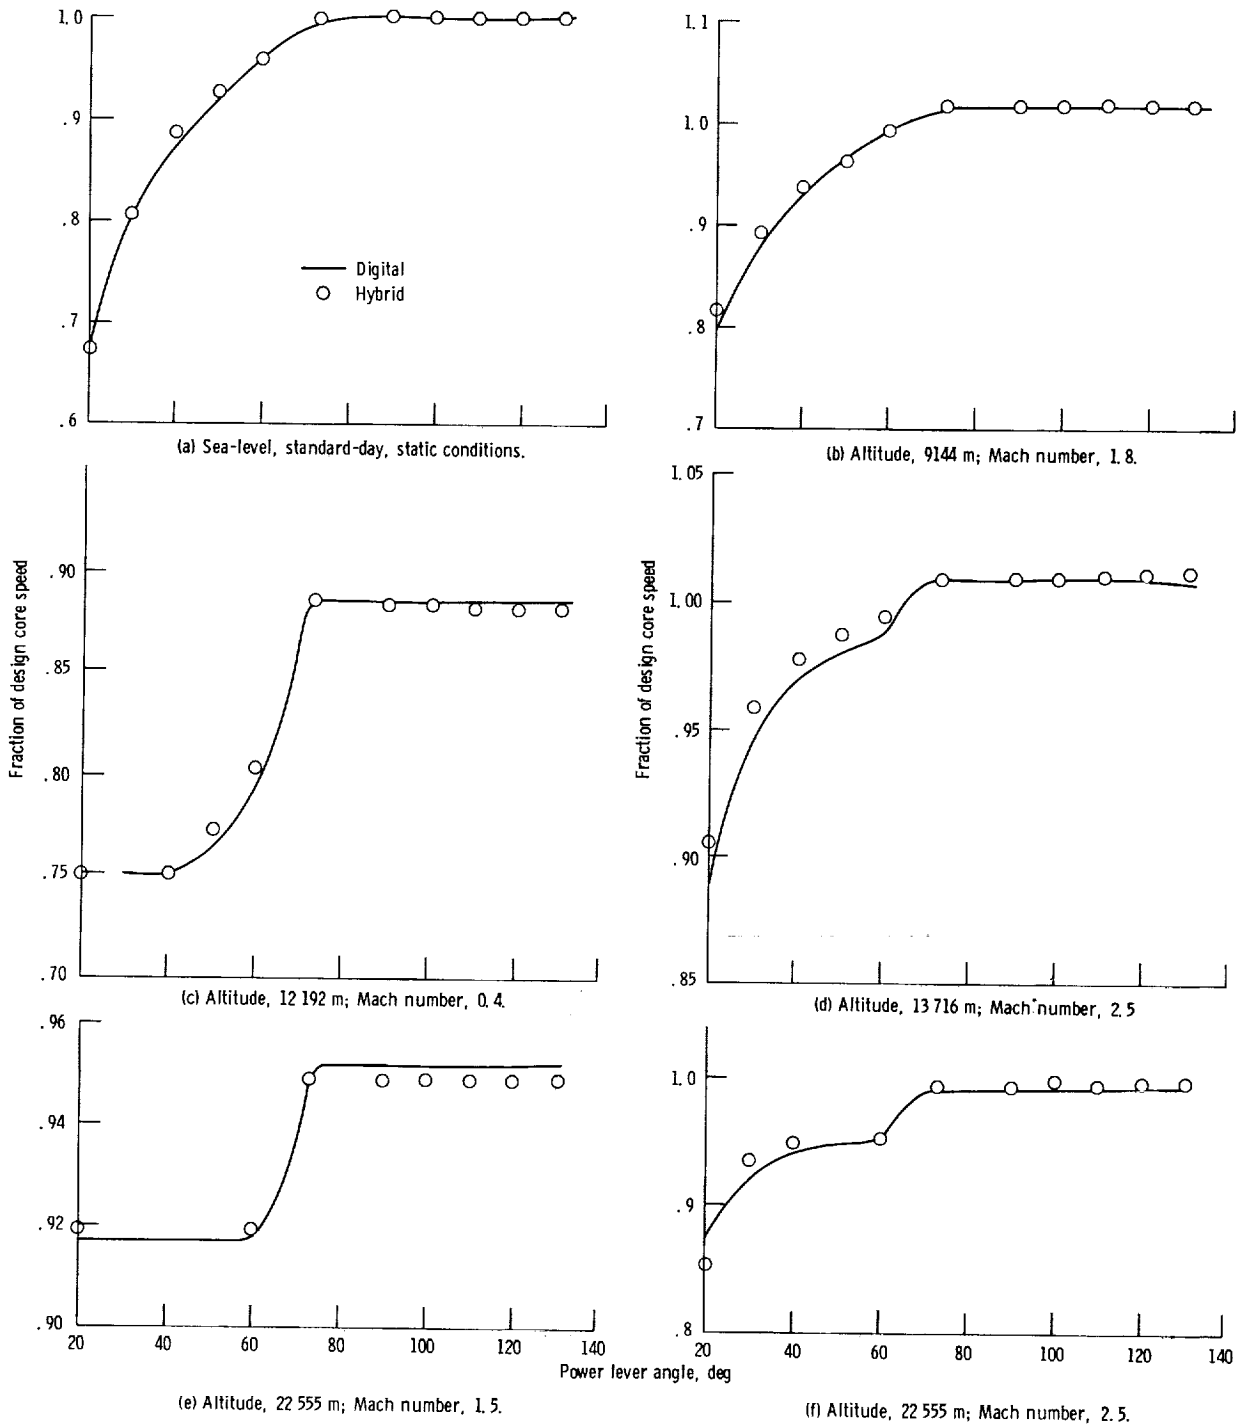 1.0
.9
.8
.7
.6
Digital
Hybrid
(a) Sea-level, standard-day, static conditions.
1.1
1.0
.9
.8
.7
(b) Altitude, 9144 m; Mach number, 1.8.
Fraction of design core speed
.90
.85
.80
.75
.70
(c) Altitude, 12 192 m; Mach number, 0.4.
Fraction of design core speed
1.05
1.00
.95
.90
.85
(d) Altitude, 13 716 m; Mach number, 2.5
.96
.94
.92
.90
20 40 60 80 100 120 140
1.0
.9
.8
20 40 60 80 100 120 140
Power lever angle, deg
(e) Altitude, 22 555 m; Mach number, 1.5.
(f) Altitude, 22 555 m; Mach number, 2.5.